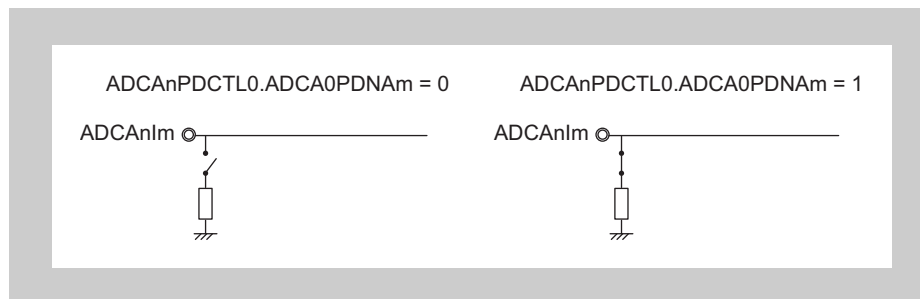 ADCAnPDCTL0.ADCA0PDNAm = 0
ADCAnPDCTL0.ADCA0PDNAm = 1
ADCAnIm
ADCAnIm